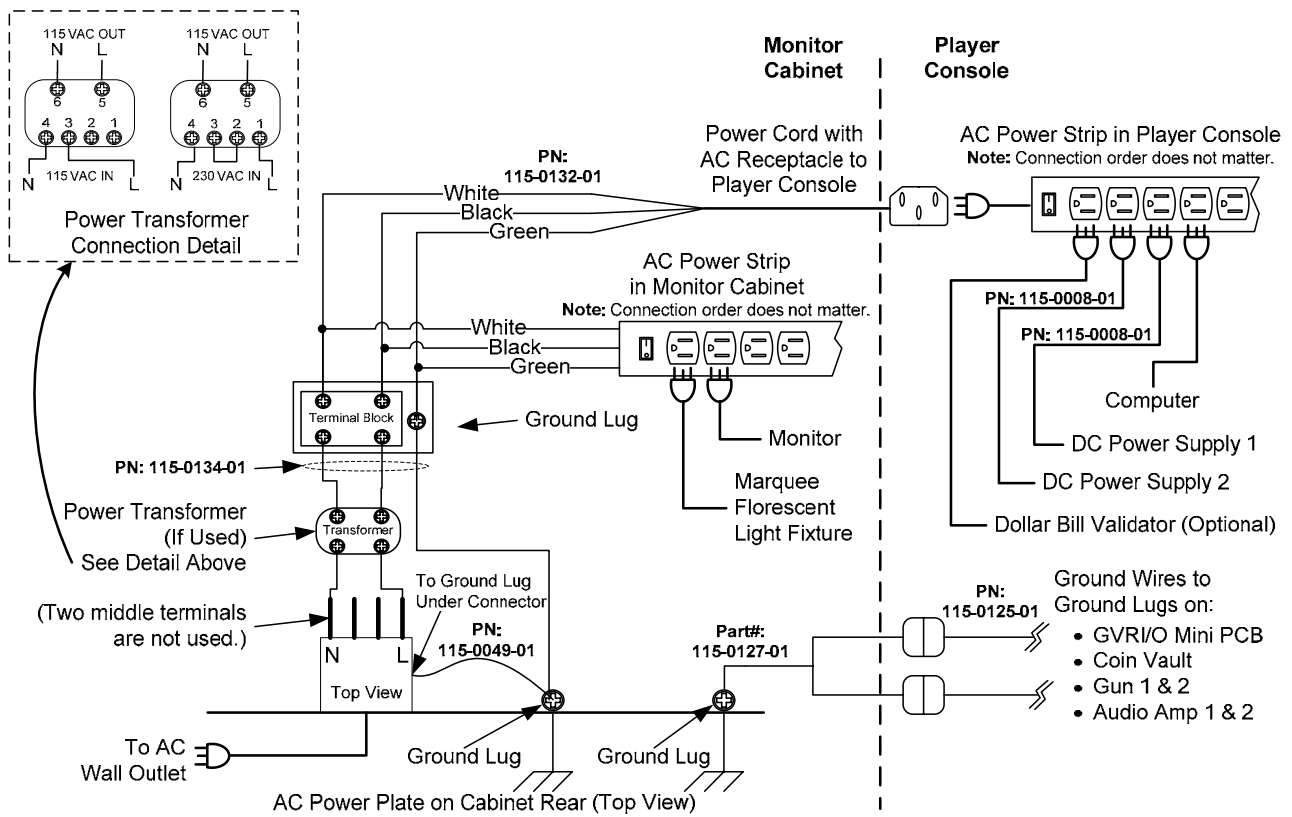 115 VAC OUT
N L
6 5
4 3 2 1
N 115 VAC IN L
115 VAC OUT
N L
6 5
4 3 2 1
N 230 VAC IN L
Power Transformer
Connection Detail
Monitor
Cabinet
Player
Console
Power Cord with
AC Receptacle to
Player Console
PN:
115-0132-01
White
Black
Green
AC Power Strip in Player Console
Note: Connection order does not matter.
AC Power Strip
in Monitor Cabinet
Note: Connection order does not matter.
White
Black
Green
PN: 115-0008-01
PN: 115-0008-01
Computer
DC Power Supply 1
DC Power Supply 2
Dollar Bill Validator (Optional)
Monitor
Marquee
Florescent
Light Fixture
Terminal Block
Ground Lug
PN: 115-0134-01
Power Transformer
(If Used)
See Detail Above
Transformer
(Two middle terminals
are not used.)
To Ground Lug
Under Connector
PN:
115-0049-01
N L
Top View
Part#:
115-0127-01
PN:
115-0125-01
Ground Wires to
Ground Lugs on:
• GVRI/O Mini PCB
• Coin Vault
• Gun 1 & 2
• Audio Amp 1 & 2
To AC
Wall Outlet
Ground Lug
Ground Lug
AC Power Plate on Cabinet Rear (Top View)